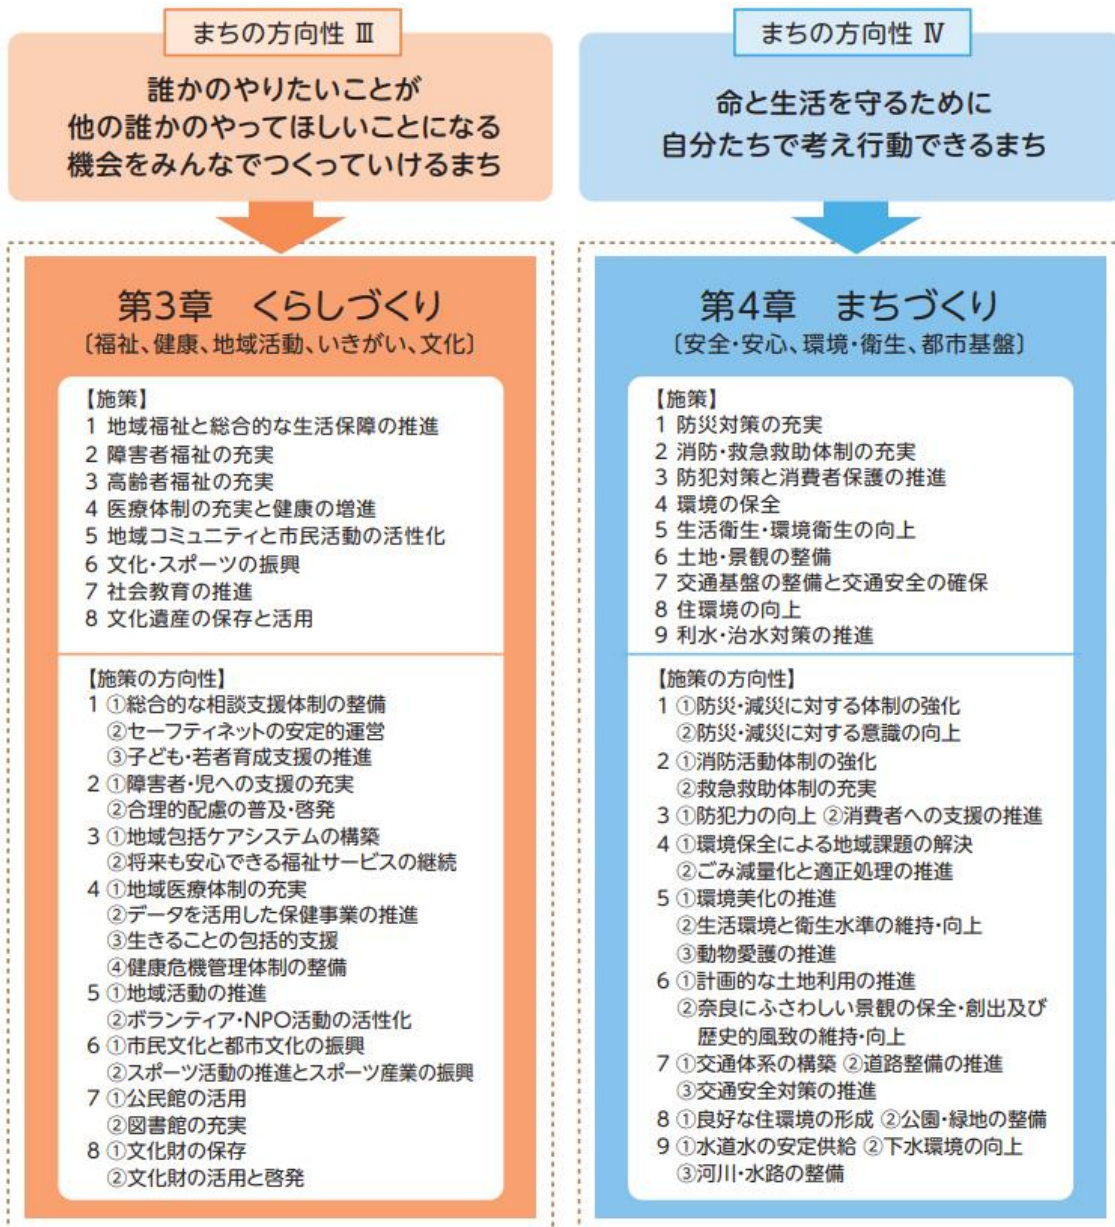 まちの方向性 Ⅲ
誰かのやりたいことが
他の誰かのやってほしいことになる
機会をみんなでつくっていけるまち
第3章　くらしづくり
〔福祉、健康、地域活動、いきがい、文化〕
【施策】
1 地域福祉と総合的な生活保障の推進
2 障害者福祉の充実
3 高齢者福祉の充実
4 医療体制の充実と健康の増進
5 地域コミュニティと市民活動の活性化
6 文化・スポーツの振興
7 社会教育の推進
8 文化遺産の保存と活用
【施策の方向性】
1 ①総合的な相談支援体制の整備
②セーフティネットの安定的運営
③子ども・若者育成支援の推進
2 ①障害者・児への支援の充実
②合理的配慮の普及・啓発
3 ①地域包括ケアシステムの構築
②将来も安心できる福祉サービスの継続
4 ①地域医療体制の充実
②データを活用した保健事業の推進
③生きることの包括的支援
④健康危機管理体制の整備
5 ①地域活動の推進
②ボランティア・NPO活動の活性化
6 ①市民文化と都市文化の振興
②スポーツ活動の推進とスポーツ産業の振興
7 ①公民館の活用
②図書館の充実
8 ①文化財の保存
②文化財の活用と啓発
まちの方向性 Ⅳ
命と生活を守るために
自分たちで考え行動できるまち
第4章　まちづくり
〔安全・安心、環境・衛生、都市基盤〕
【施策】
1 防災対策の充実
2 消防・救急救助体制の充実
3 防犯対策と消費者保護の推進
4 環境の保全
5 生活衛生・環境衛生の向上
6 土地・景観の整備
7 交通基盤の整備と交通安全の確保
8 住環境の向上
9 利水・治水対策の推進
【施策の方向性】
1 ①防災・減災に対する体制の強化
②防災・減災に対する意識の向上
2 ①消防活動体制の強化
②救急救助体制の充実
3 ①防犯力の向上 ②消費者への支援の推進
4 ①環境保全による地域課題の解決
②ごみ減量化と適正処理の推進
5 ①環境美化の推進
②生活環境と衛生水準の維持・向上
③動物愛護の推進
6 ①計画的な土地利用の推進
②奈良にふさわしい景観の保全・創出及び
歴史的風致の維持・向上
7 ①交通体系の構築 ②道路整備の推進
③交通安全対策の推進
8 ①良好な住環境の形成 ②公園・緑地の整備
9 ①水道水の安定供給 ②下水環境の向上
③河川・水路の整備